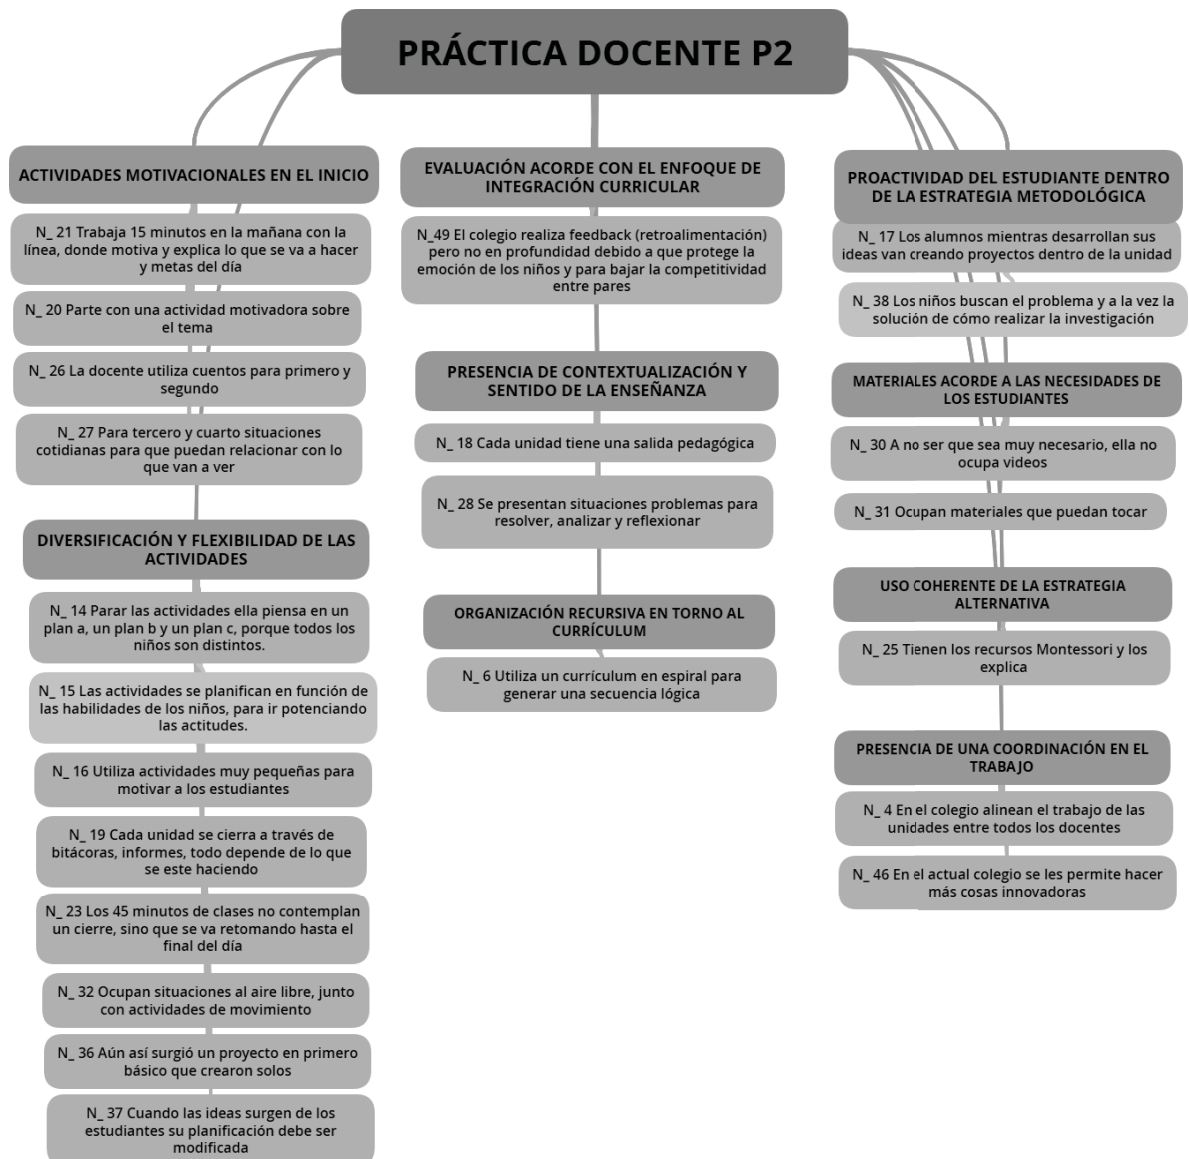 PRÁCTICA DOCENTE P2
ACTIVIDADES MOTIVACIONALES EN EL INICIO
N_ 21 Trabaja 15 minutos en la mañana con la
línea, donde motiva y explica lo que se va a hacer
y metas del día
N_ 20 Parte con una actividad motivadora sobre
el tema
N_ 26 La docente utiliza cuentos para primero y
segundo
N_ 27 Para tercero y cuarto situaciones
cotidianas para que puedan relacionar con lo
que van a ver
DIVERSIFICACIÓN Y FLEXIBILIDAD DE LAS
ACTIVIDADES
N_ 14 Parar las actividades ella piensa en un
plan a, un plan b y un plan c, porque todos los
niños son distintos.
N_ 15 Las actividades se planifican en función de
las habilidades de los niños, para ir potenciando
las actitudes.
N_ 16 Utiliza actividades muy pequeñas para
motivar a los estudiantes
N_ 19 Cada unidad se cierra a través de
bitácoras, informes, todo depende de lo que
se este haciendo
N_ 23 Los 45 minutos de clases no contemplan
un cierre, sino que se va retomando hasta el
final del día
N_ 32 Ocupan situaciones al aire libre, junto
con actividades de movimiento
N_ 36 Aún así surgió un proyecto en primero
básico que crearon solos
N_ 37 Cuando las ideas surgen de los
estudiantes su planificación debe ser
modificada
EVALUACIÓN ACORDE CON EL ENFOQUE DE
INTEGRACIÓN CURRICULAR
N_49 El colegio realiza feedback (retroalimentación)
pero no en profundidad debido a que protege la
emoción de los niños y para bajar la competitividad
entre pares
PRESENCIA DE CONTEXTUALIZACIÓN Y
SENTIDO DE LA ENSEÑANZA
N_ 18 Cada unidad tiene una salida pedagógica
N_ 28 Se presentan situaciones problemas para
resolver, analizar y reflexionar
ORGANIZACIÓN RECURSIVA EN TORNO AL
CURRÍCULUM
N_ 6 Utiliza un currículum en espiral para
generar una secuencia lógica
PROACTIVIDAD DEL ESTUDIANTE DENTRO
DE LA ESTRATEGIA METODOLÓGICA
N_ 17 Los alumnos mientras desarrollan sus
ideas van creando proyectos dentro de la unidad
N_ 38 Los niños buscan el problema y a la vez la
solución de cómo realizar la investigación
MATERIALES ACORDE A LAS NECESIDADES DE
LOS ESTUDIANTES
N_ 30 A no ser que sea muy necesario, ella no
ocupa videos
N_ 31 Ocupan materiales que puedan tocar
USO COHERENTE DE LA ESTRATEGIA
ALTERNATIVA
N_ 25 Tienen los recursos Montessori y los
explica
PRESENCIA DE UNA COORDINACIÓN EN EL
TRABAJO
N_ 4 En el colegio alinean el trabajo de las
unidades entre todos los docentes
N_ 46 En el actual colegio se les permite hacer
más cosas innovadoras